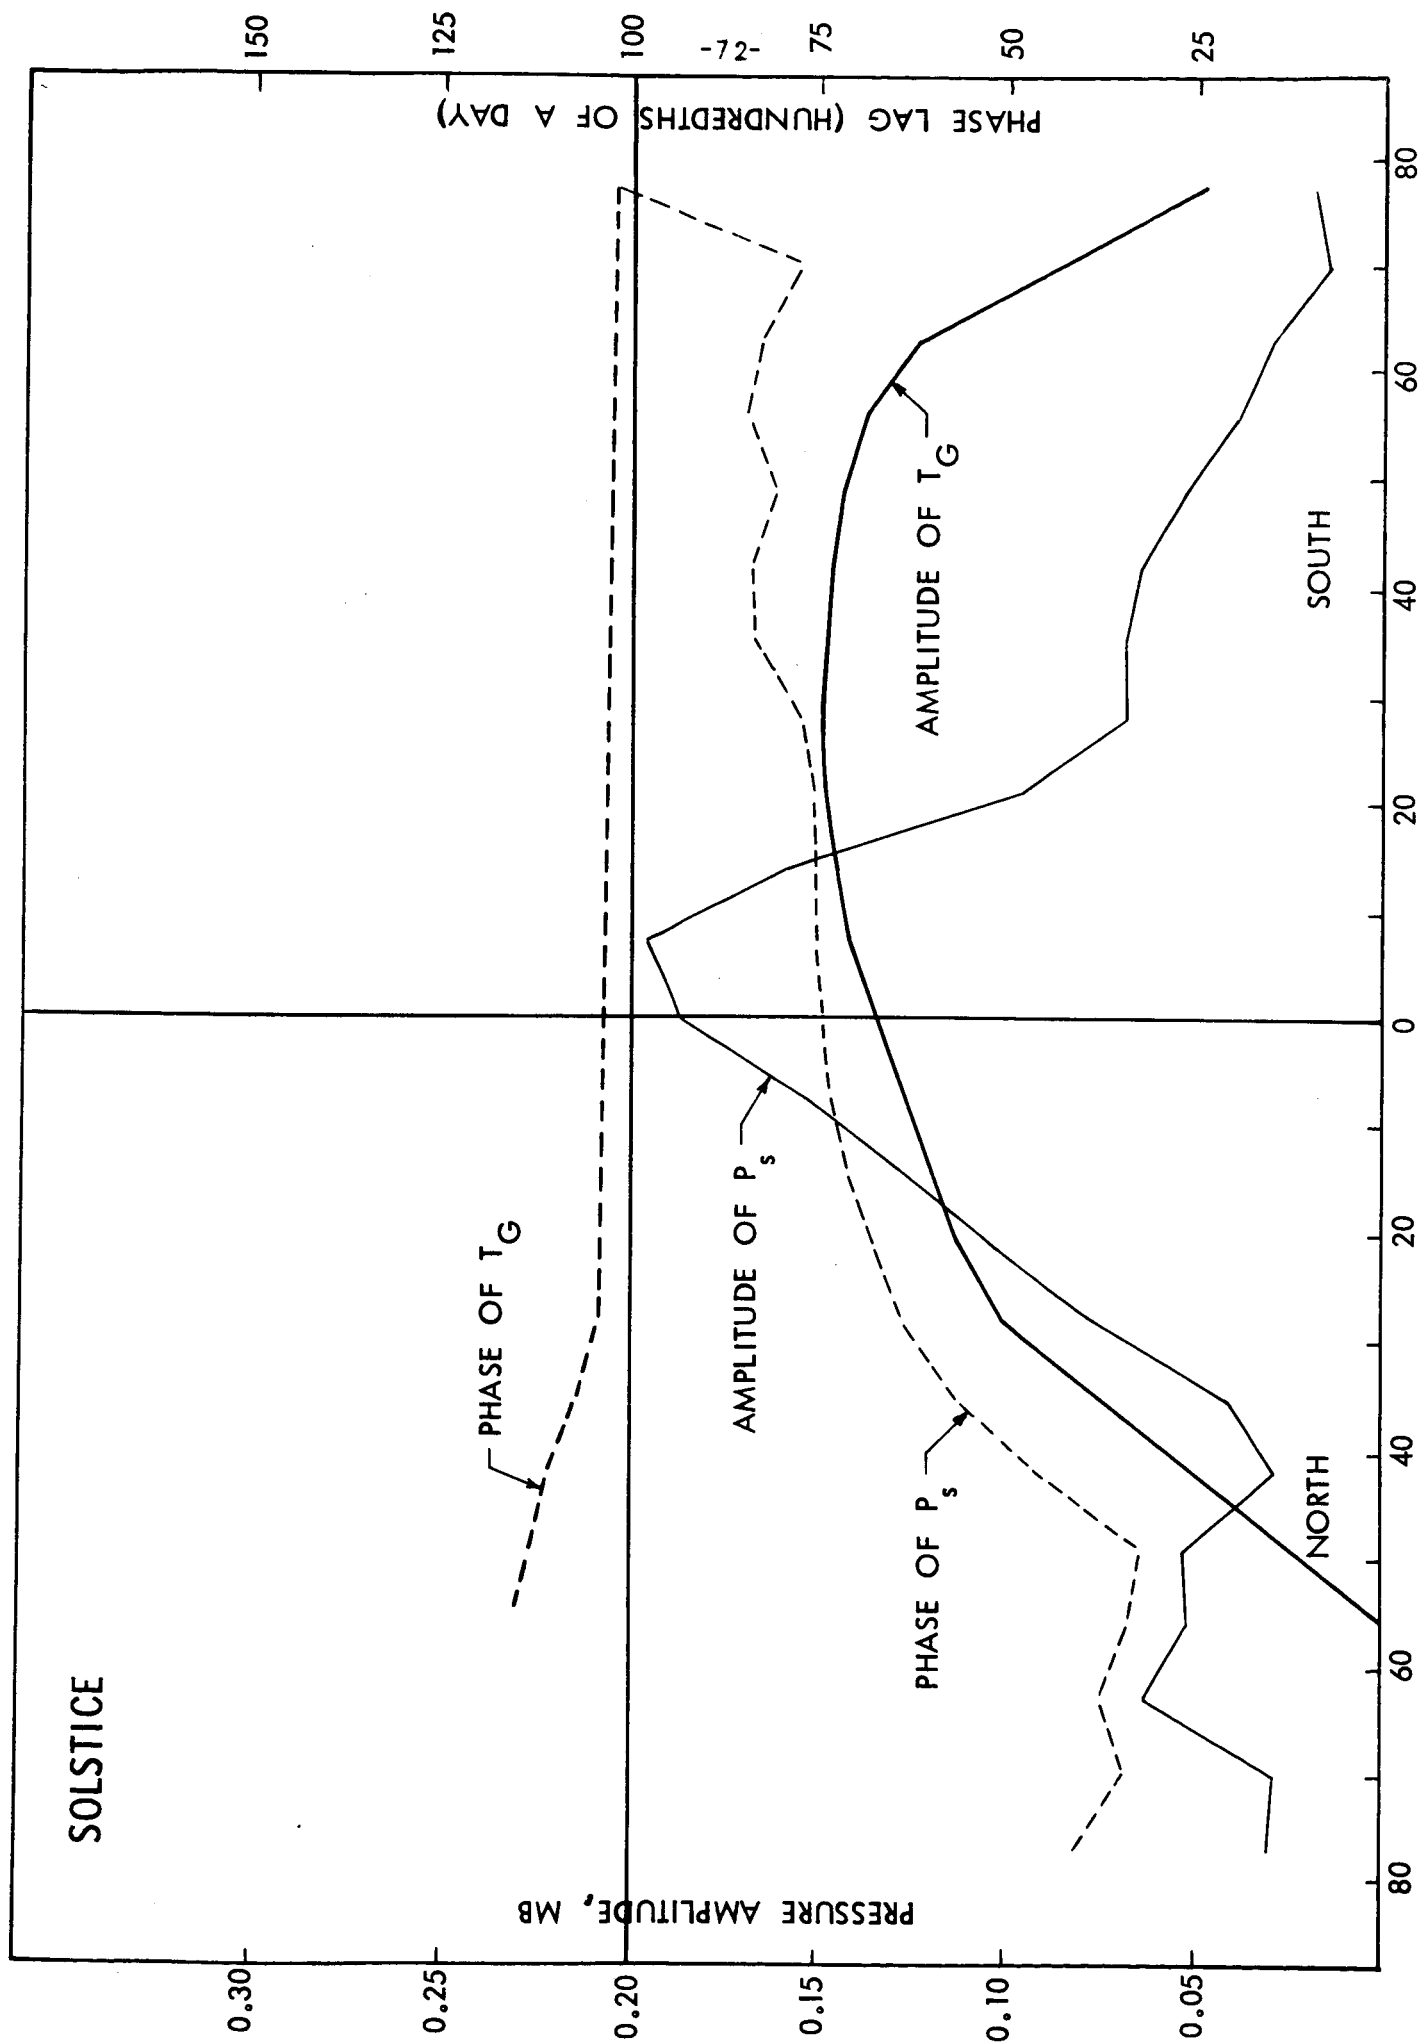 SOLSTICE
PRESSURE AMPLITUDE, MB
0.30
0.25
0.20
0.15
0.10
0.05
PHASE OF T_G
AMPLITUDE OF P_s
PHASE OF P_s
AMPLITUDE OF T_G
NORTH
SOUTH
80
60
40
20
0
20
40
60
80
PHASE LAG (HUNDREDTHS OF A DAY)
150
125
100
75
50
25
-72-